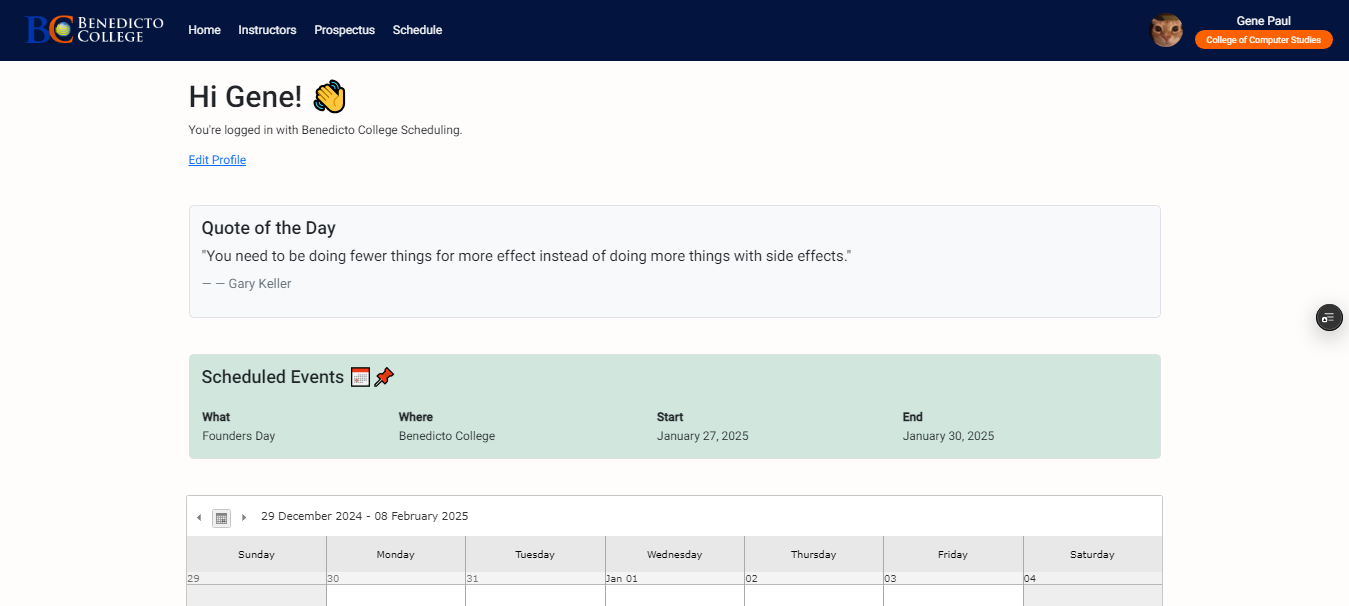 BENEDICTO
COLLEGE
Home Instructors Prospectus Schedule
Gene Paul
College of Computer Studies
Hi Gene! 👋
You're logged in with Benedicto College Scheduling.
Edit Profile
Quote of the Day
"You need to be doing fewer things for more effect instead of doing more things with side effects."
— — Gary Keller
Scheduled Events
What Where Start End
Founders Day Benedicto College January 27, 2025 January 30, 2025
29 December 2024 - 08 February 2025
Sunday Monday Tuesday Wednesday Thursday Friday Saturday
29 30 31 Jan 01 02 03 04